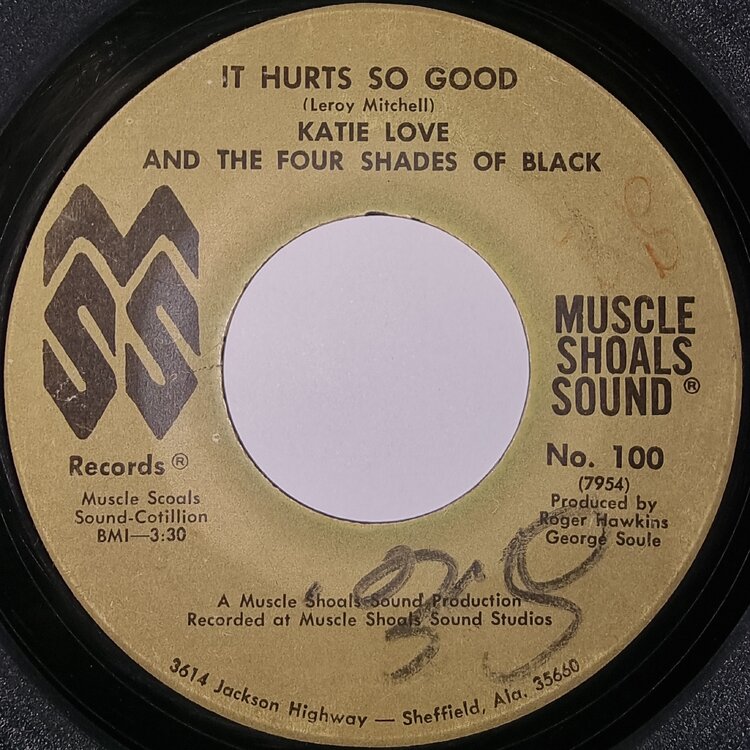 IT HURTS SO GOOD
(Leroy Mitchell)
KATIE LOVE
AND THE FOUR SHADES OF BLACK
MSS
Records®
Muscle Scoals
Sound-Cotillion
BMI—3:30
MUSCLE
SHOALS
SOUND®
No. 100
(7954)
Produced by
Roger Hawkins
George Soule
A Muscle Shoals Sound Production
Recorded at Muscle Shoals Sound Studios
3614 Jackson Highway — Sheffield, Ala. 35660